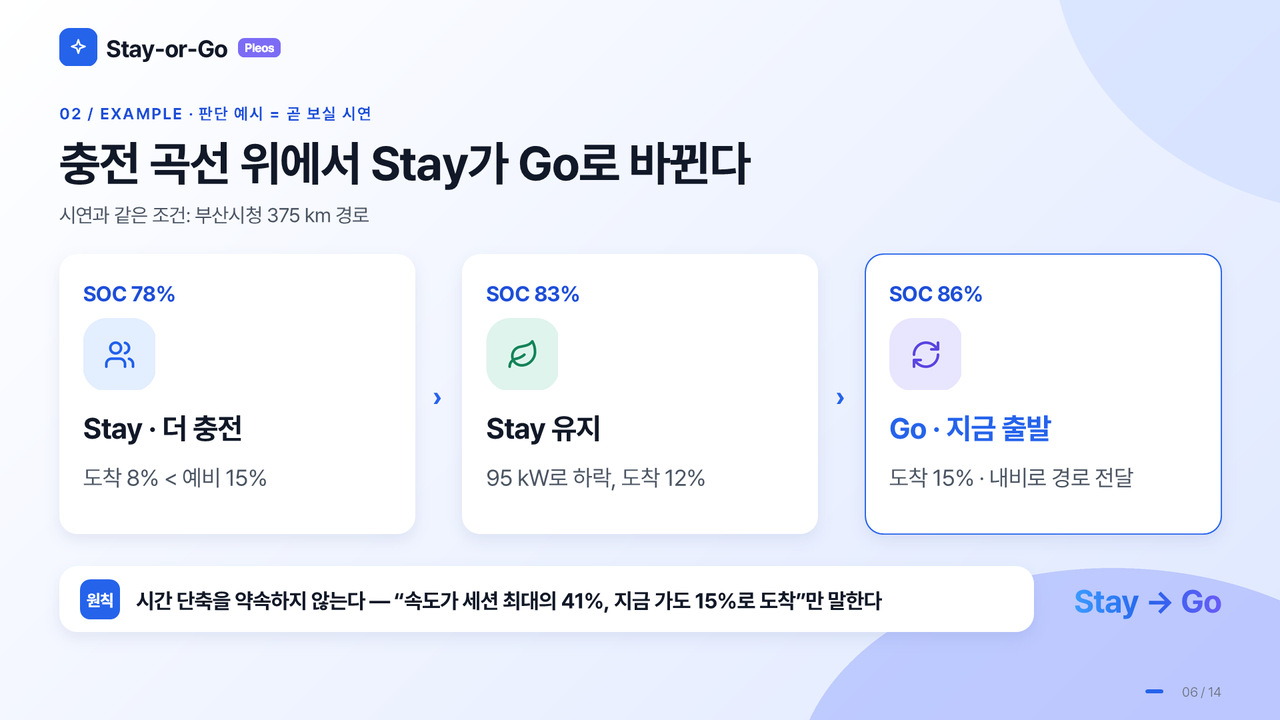 Stay-or-Go Pleos
02 / EXAMPLE · 판단 예시 = 곧 보실 시연
충전 곡선 위에서 Stay가 Go로 바뀐다
시연과 같은 조건: 부산시청 375 km 경로
SOC 78%
Stay · 더 충전
도착 8% < 예비 15%
›
SOC 83%
Stay 유지
95 kW로 하락, 도착 12%
›
SOC 86%
Go · 지금 출발
도착 15% · 내비로 경로 전달
원칙 시간 단축을 약속하지 않는다 — “속도가 세션 최대의 41%, 지금 가도 15%로 도착”만 말한다
Stay → Go
06 / 14